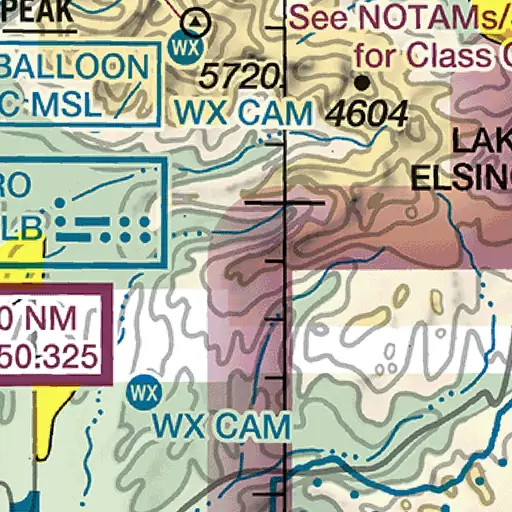 PEAK
See NOTAMs/
for Class
WX
5720
BALLOON
C MSL
WX CAM
4604
LAK
ELSIN
RO
LB
0 NM
50.325
WX
WX CAM